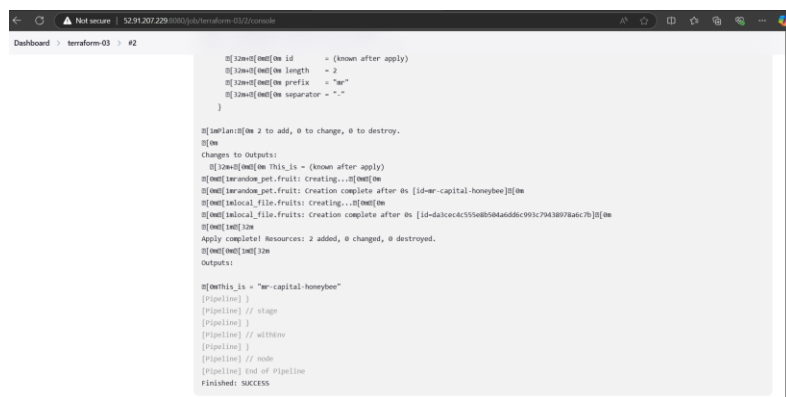 Not secure | 52.91.207.229:8080/job/terraform-03/2/console
Dashboard > terraform-03 > #2
[32m+[0m[0m id = (known after apply)
[32m+[0m[0m length = 2
[32m+[0m[0m prefix = "mr"
[32m+[0m[0m separator = "-"
}
[1mPlan:[0m 2 to add, 0 to change, 0 to destroy.
[0m
Changes to Outputs:
[32m+[0m[0m This_is = (known after apply)
[0m[1mrandom_pet.fruit: Creating...[0m[0m
[0m[1mrandom_pet.fruit: Creation complete after 0s [id=mr-capital-honeybee][0m
[0m[1mlocal_file.fruits: Creating...[0m[0m
[0m[1mlocal_file.fruits: Creation complete after 0s [id=da3cec4c555e8b504a6dd6c993c79438978a6c7b][0m
[0m[1m[32m
Apply complete! Resources: 2 added, 0 changed, 0 destroyed.
[0m[0m[1m[32m
Outputs:
[0mThis_is = "mr-capital-honeybee"
[Pipeline] }
[Pipeline] // stage
[Pipeline] }
[Pipeline] // withEnv
[Pipeline] }
[Pipeline] // node
[Pipeline] End of Pipeline
Finished: SUCCESS